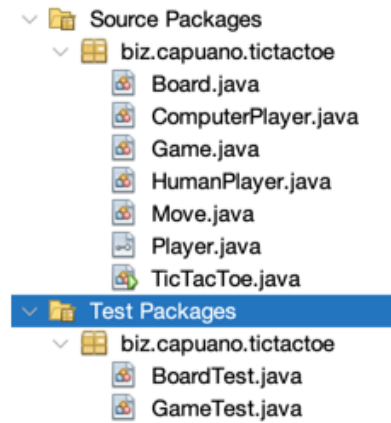 Source Packages
biz.capuano.tictactoe
Board.java
ComputerPlayer.java
Game.java
HumanPlayer.java
Move.java
Player.java
TicTacToe.java
Test Packages
biz.capuano.tictactoe
BoardTest.java
GameTest.java